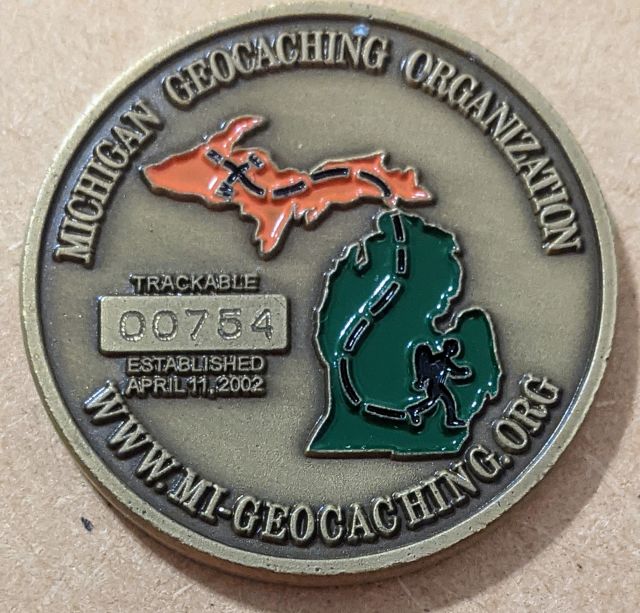 MICHIGAN GEOCACHING ORGANIZATION
N
E
W
TRACKABLE
00754
ESTABLISHED
APRIL 11, 2002
WWW.MI-GEOCACHING.ORG